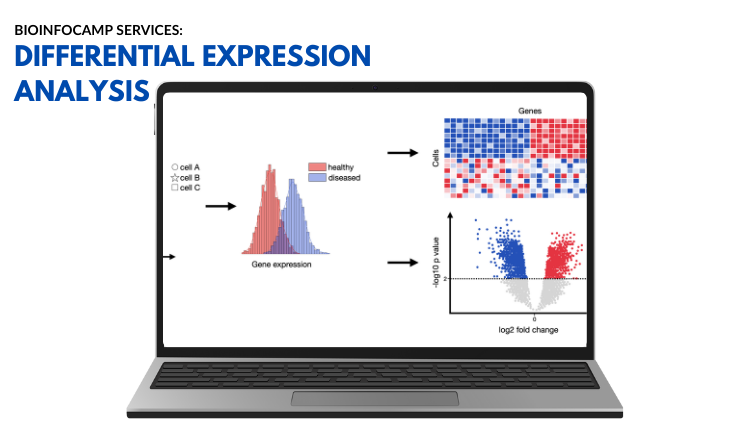 BIOINFOCAMP SERVICES:
DIFFERENTIAL EXPRESSION
ANALYSIS
cell A
cell B
cell C
healthy
diseased
Gene expression
Genes
Cells
-log10 p value
2
0
log2 fold change